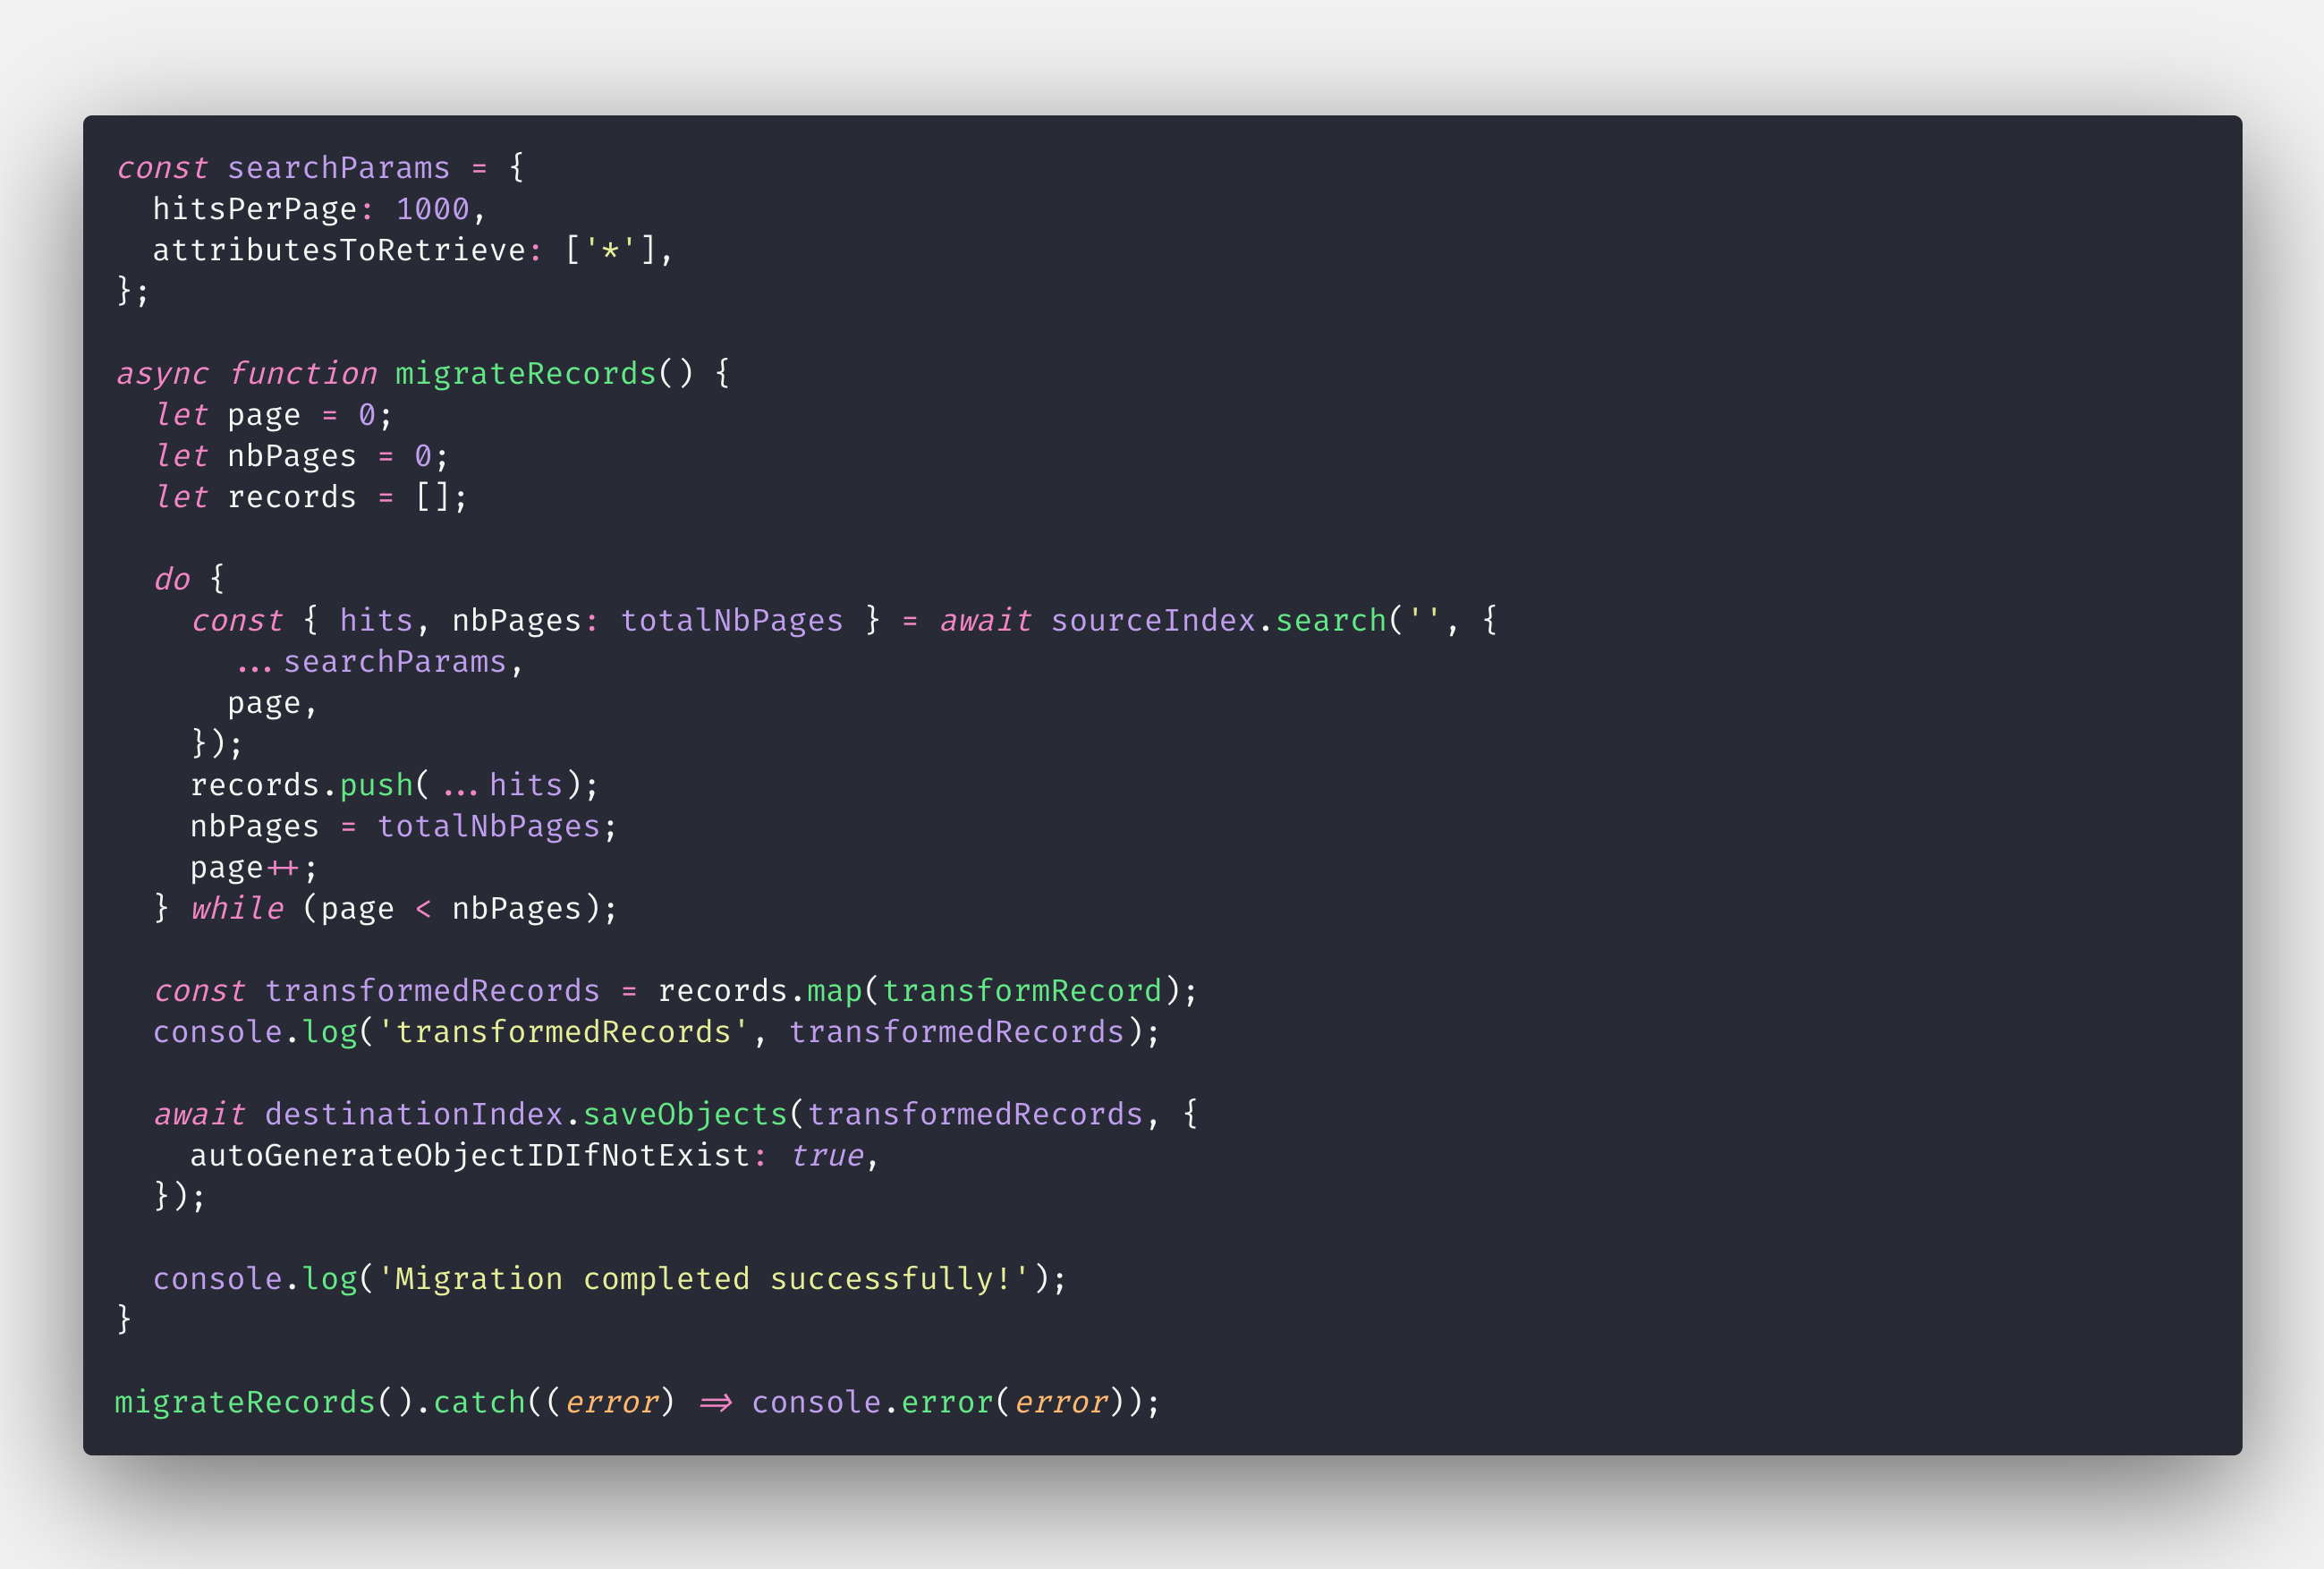 const searchParams = {
  hitsPerPage: 1000,
  attributesToRetrieve: ['*'],
};

async function migrateRecords() {
  let page = 0;
  let nbPages = 0;
  let records = [];

  do {
    const { hits, nbPages: totalNbPages } = await sourceIndex.search('', {
      ...searchParams,
      page,
    });
    records.push(...hits);
    nbPages = totalNbPages;
    page++;
  } while (page < nbPages);

  const transformedRecords = records.map(transformRecord);
  console.log('transformedRecords', transformedRecords);

  await destinationIndex.saveObjects(transformedRecords, {
    autoGenerateObjectIDIfNotExist: true,
  });

  console.log('Migration completed successfully!');
}

migrateRecords().catch((error) => console.error(error));